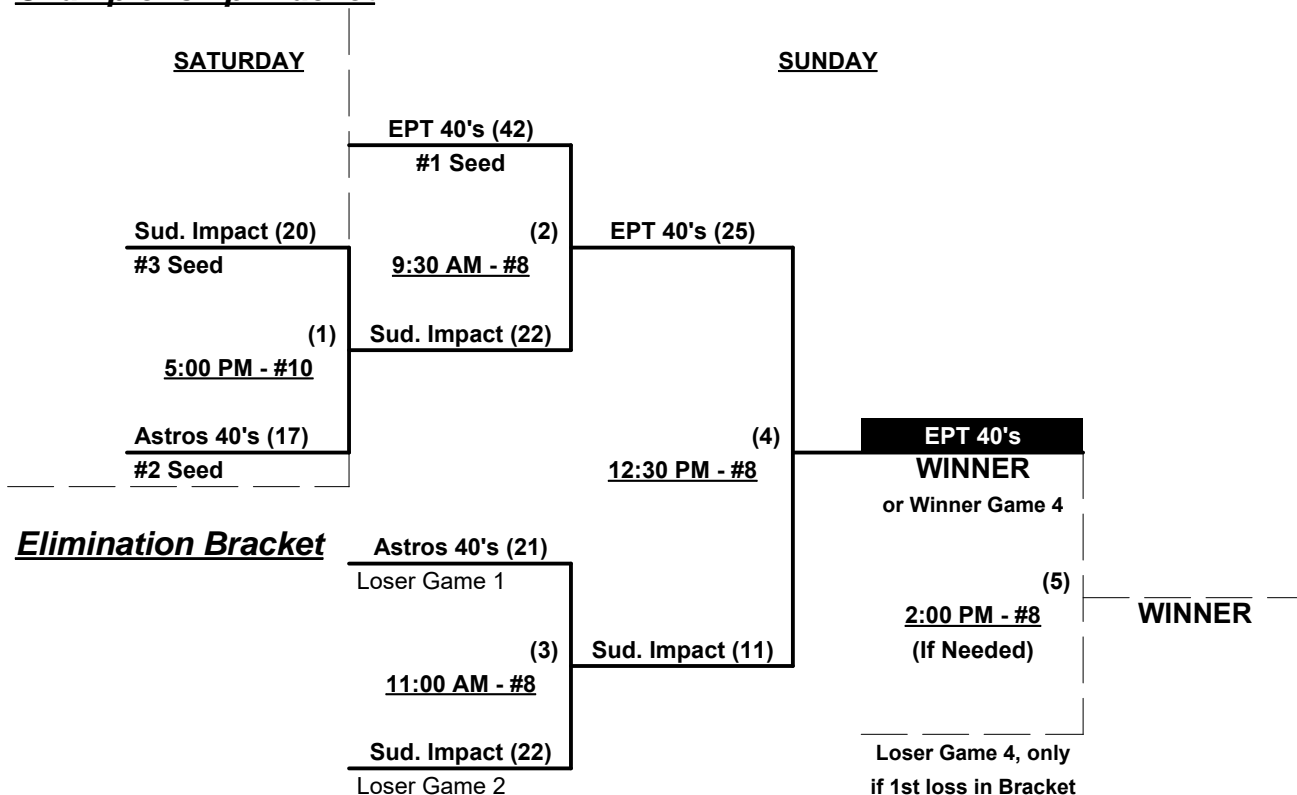 SATURDAY
SUNDAY
EPT 40's (42)
#1 Seed
Sud. Impact (20)
#3 Seed
(2)
9:30 AM - #8
EPT 40's (25)
(1)
5:00 PM - #10
Sud. Impact (22)
Astros 40's (17)
#2 Seed
(4)
12:30 PM - #8
EPT 40's
WINNER
or Winner Game 4
Elimination Bracket
Astros 40's (21)
Loser Game 1
(5)
2:00 PM - #8
(If Needed)
WINNER
(3)
11:00 AM - #8
Sud. Impact (11)
Sud. Impact (22)
Loser Game 2
Loser Game 4, only
if 1st loss in Bracket